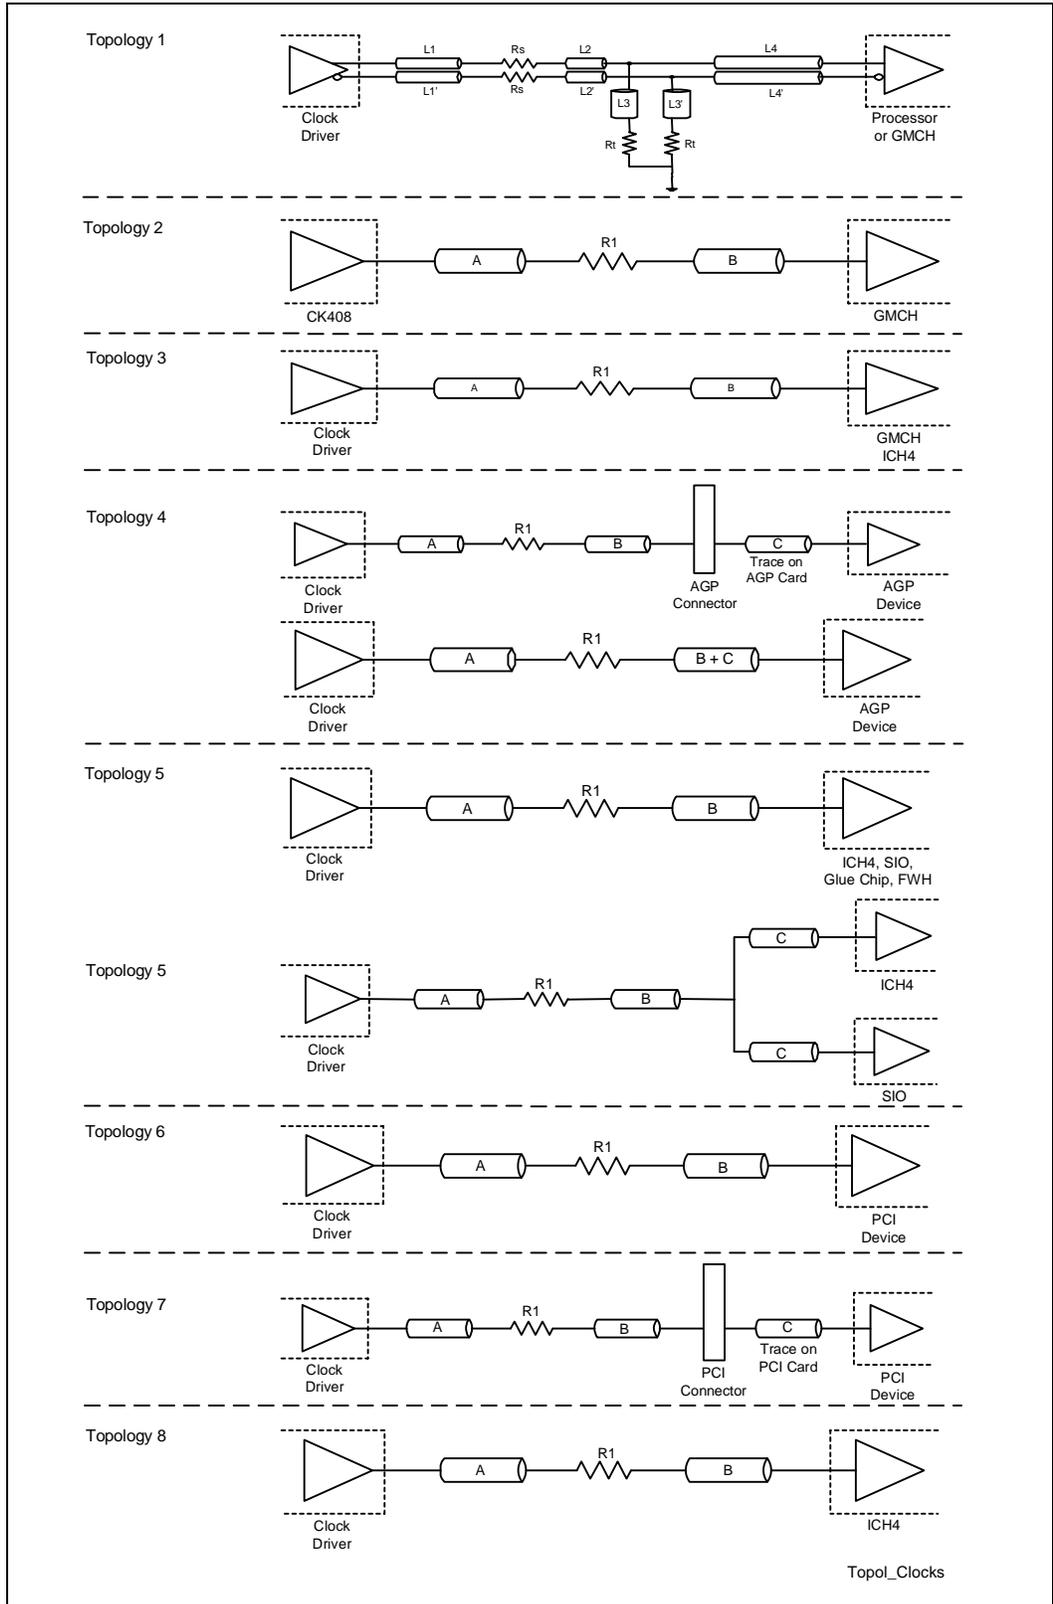 Topology 1
L1
Rs
L2
L4
L1'
Rs
L2'
L4'
L3
L3'
Rt
Rt
Clock
Driver
Processor
or GMCH
Topology 2
A
R1
B
CK408
GMCH
Topology 3
A
R1
B
Clock
Driver
GMCH
ICH4
Topology 4
A
R1
B
C
Trace on
AGP Card
Clock
Driver
AGP
Connector
AGP
Device
A
R1
B + C
Clock
Driver
AGP
Device
Topology 5
A
R1
B
Clock
Driver
ICH4, SIO,
Glue Chip, FWH
Topology 5
A
R1
B
C
ICH4
C
SIO
Clock
Driver
Topology 6
A
R1
B
Clock
Driver
PCI
Device
Topology 7
A
R1
B
C
Trace on
PCI Card
Clock
Driver
PCI
Connector
PCI
Device
Topology 8
A
R1
B
Clock
Driver
ICH4
Topol_Clocks